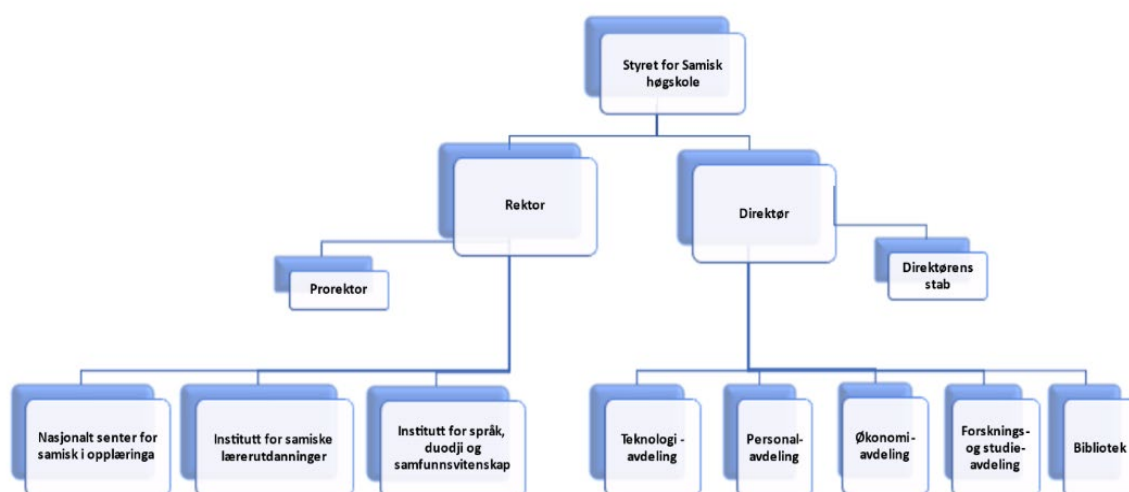 Styret for Samisk
høgskole
Rektor
Direktør
Prorektor
Direktørens
stab
Nasjonalt senter for
samisk i opplæringa
Institutt for samiske
lærerutdanninger
Institutt for språk,
duodji og
samfunnsvitenskap
Teknologi -
avdeling
Personal-
avdeling
Økonomi-
avdeling
Forsknings-
og studie-
avdeling
Bibliotek